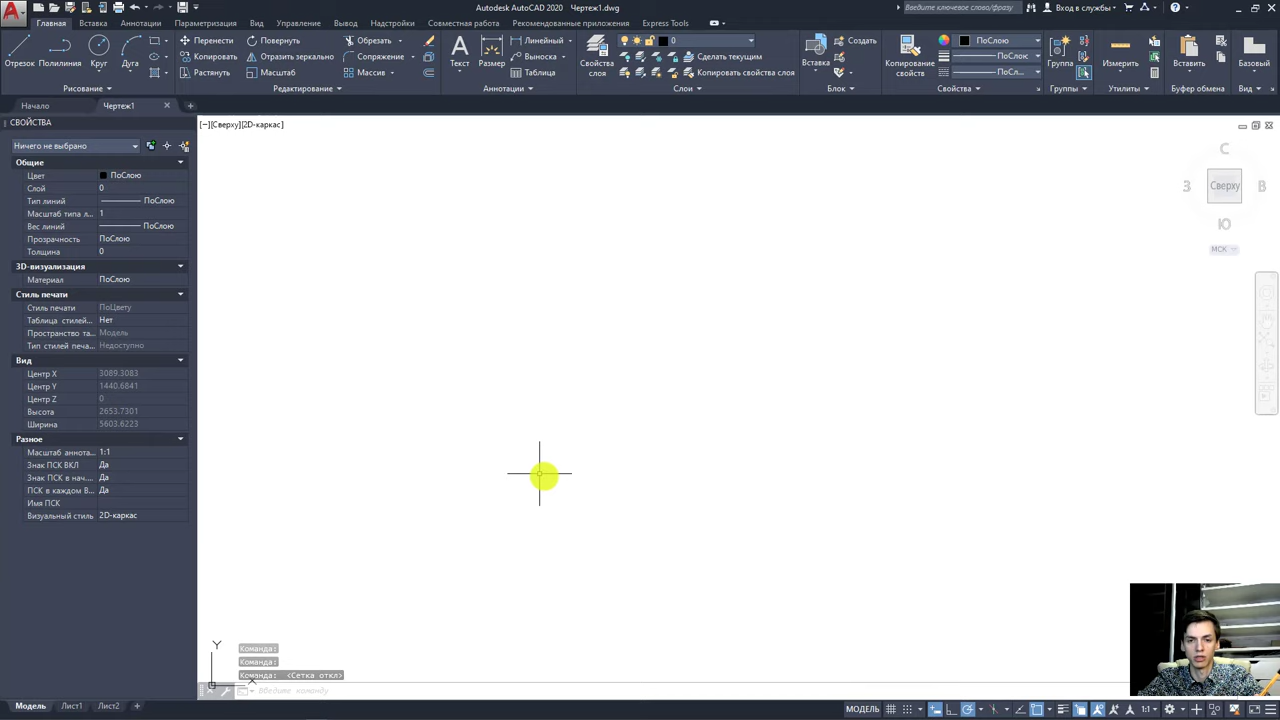 Autodesk AutoCAD 2020 Чертеж1.dwg
Введите ключевое слово/фразу
Вход в службы
Главная Вставка Аннотации Параметризация Вид Управление Вывод Надстройки Совместная работа Рекомендованные приложения Express Tools
Отрезок Полилиния Круг Дуга
Перенести Повернуть Обрезать
Копировать Отразить зеркально Сопряжение
Растянуть Масштаб Массив
Текст Размер
Линейный
Выноска
Таблица
Свойства слоя
0
Сделать текущим
Копировать свойства слоя
Вставка
Создать
Копирование свойств
ПоСлою
ПоСлою
ПоСл...
Группа
Измерить
Вставить
Базовый
Рисование Редактирование Аннотации Слои Блок Свойства Группы Утилиты Буфер обмена Вид
Начало Чертеж1
СВОЙСТВА
[−][Сверху][2D-каркас]
Ничего не выбрано
Общие
Цвет ПоСлою
Слой 0
Тип линий ПоСлою
Масштаб типа л... 1
Вес линий ПоСлою
Прозрачность ПоСлою
Толщина 0
3D-визуализация
Материал ПоСлою
Стиль печати
Стиль печати ПоЦвету
Таблица стилей... Нет
Пространство та... Модель
Тип стилей печа... Недоступно
Вид
Центр X 3089.3083
Центр Y 1440.6841
Центр Z 0
Высота 2653.7301
Ширина 5603.6223
Разное
Масштаб аннота... 1:1
Знак ПСК ВКЛ Да
Знак ПСК в нач.... Да
ПСК в каждом В... Да
Имя ПСК
Визуальный стиль 2D-каркас
С
З Сверху В
Ю
МСК
Y
Команда:
Команда:
Команда: <Сетка откл>
Введите команду
Модель Лист1 Лист2 +
МОДЕЛЬ
1:1